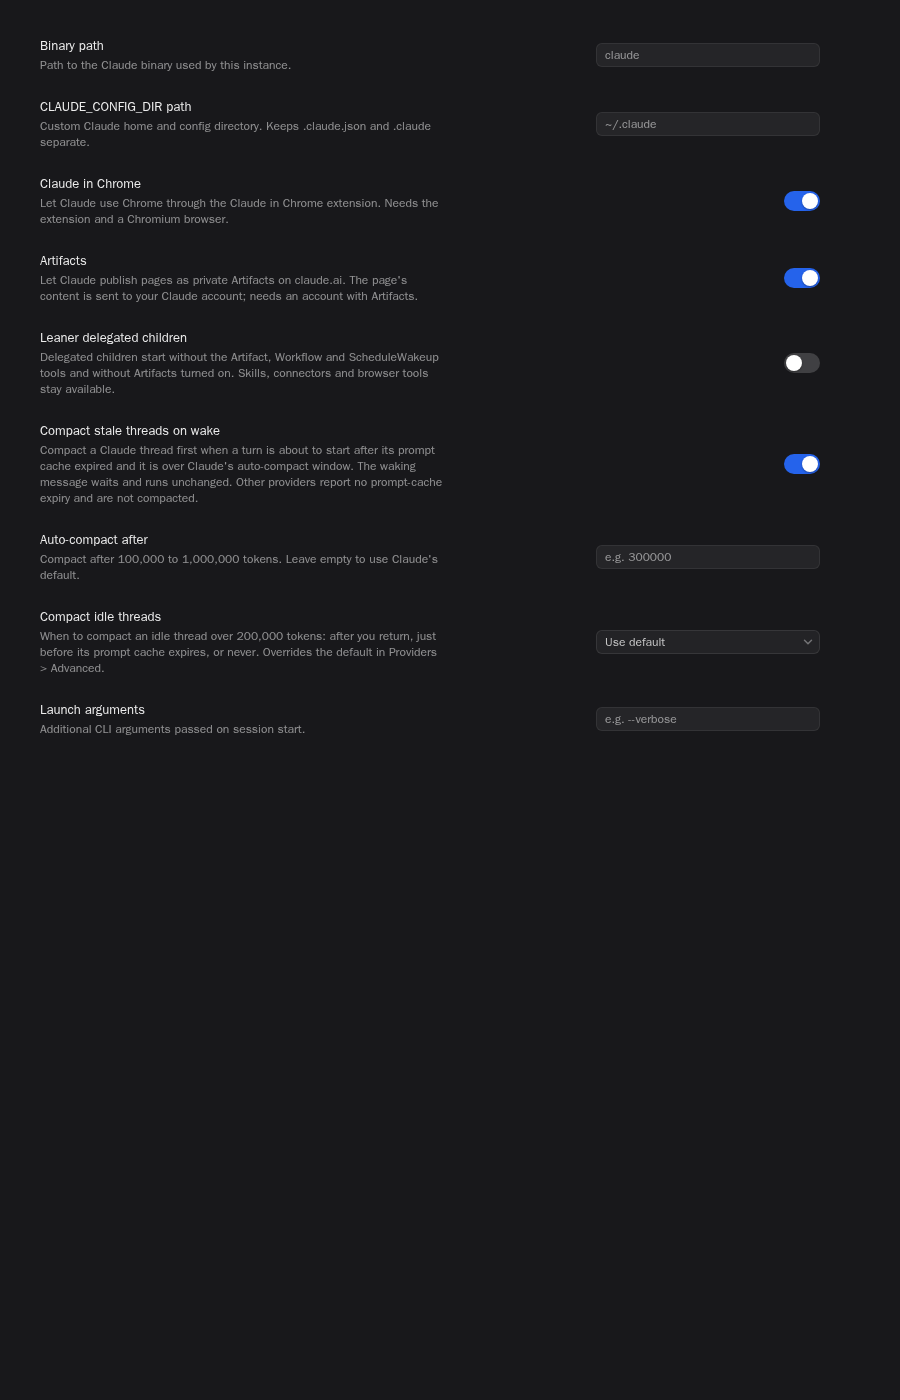 Binary path
Path to the Claude binary used by this instance.
claude
CLAUDE_CONFIG_DIR path
Custom Claude home and config directory. Keeps .claude.json and .claude
separate.
~/.claude
Claude in Chrome
Let Claude use Chrome through the Claude in Chrome extension. Needs the
extension and a Chromium browser.
Artifacts
Let Claude publish pages as private Artifacts on claude.ai. The page's
content is sent to your Claude account; needs an account with Artifacts.
Leaner delegated children
Delegated children start without the Artifact, Workflow and ScheduleWakeup
tools and without Artifacts turned on. Skills, connectors and browser tools
stay available.
Compact stale threads on wake
Compact a Claude thread first when a turn is about to start after its prompt
cache expired and it is over Claude's auto-compact window. The waking
message waits and runs unchanged. Other providers report no prompt-cache
expiry and are not compacted.
Auto-compact after
Compact after 100,000 to 1,000,000 tokens. Leave empty to use Claude's
default.
e.g. 300000
Compact idle threads
When to compact an idle thread over 200,000 tokens: after you return, just
before its prompt cache expires, or never. Overrides the default in Providers
> Advanced.
Use default
Launch arguments
Additional CLI arguments passed on session start.
e.g. --verbose